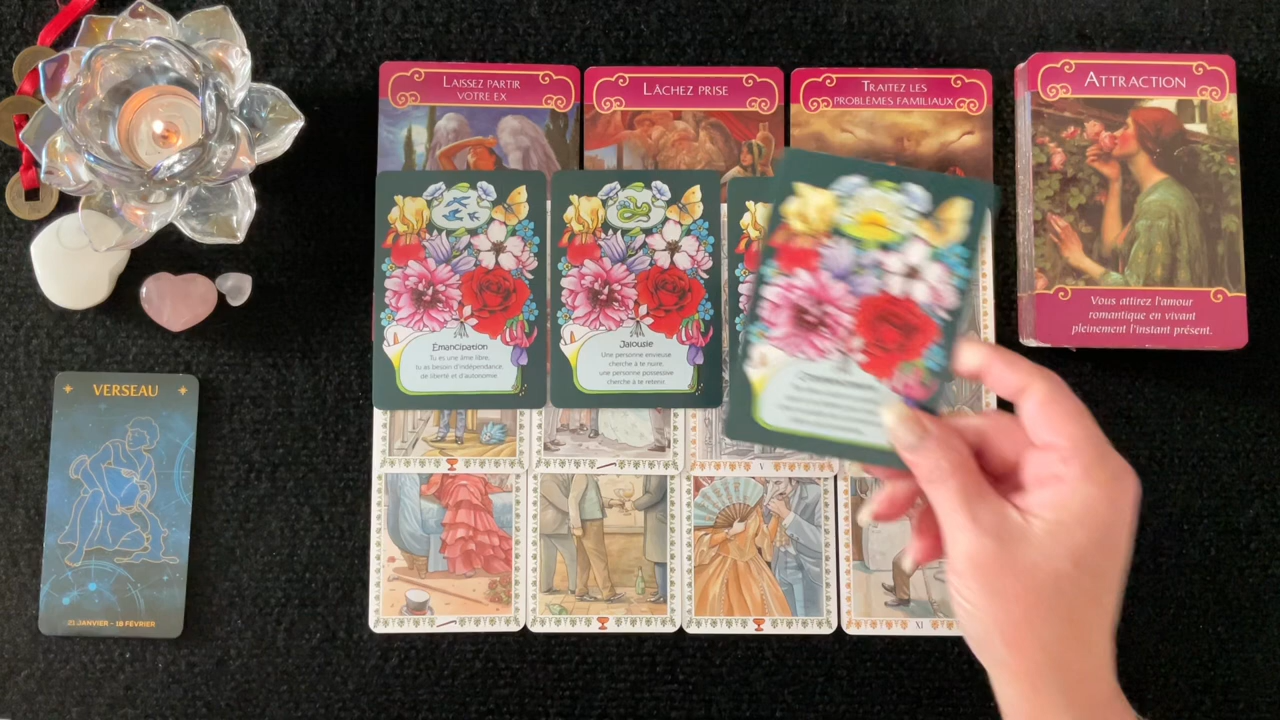 LAISSEZ PARTIR
VOTRE EX
LÂCHEZ PRISE
TRAITEZ LES
PROBLÈMES FAMILIAUX
ATTRACTION
Vous attirez l'amour
romantique en vivant
pleinement l'instant présent.
Émancipation
Tu es une âme libre,
tu as besoin d'indépendance
de liberté et d'autonomie
Jalousie
Une personne envieuse
cherche à te nuire,
une personne possessive
cherche à te retenir.
VERSEAU
21 JANVIER - 18 FÉVRIER
V
XI